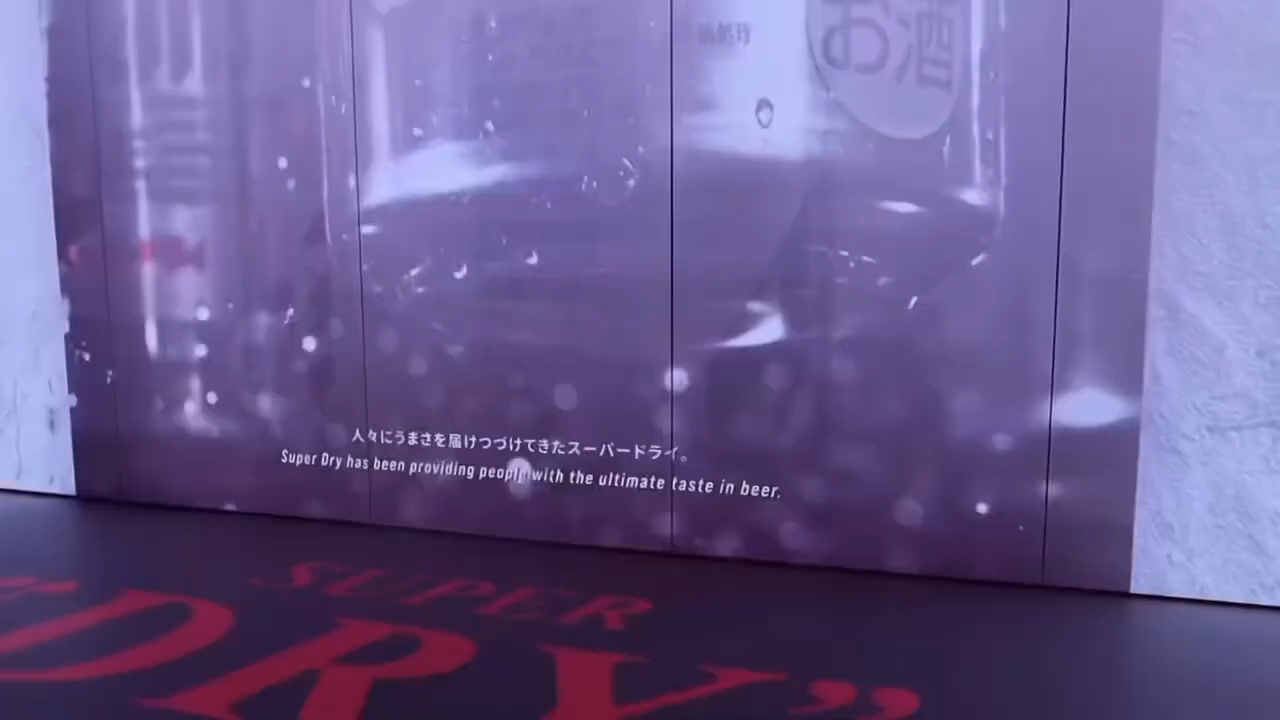 お酒
人々にうまさを届けつづけてきたスーパードライ。
Super Dry has been providing people with the ultimate taste in beer.
SUPER
"DRY"